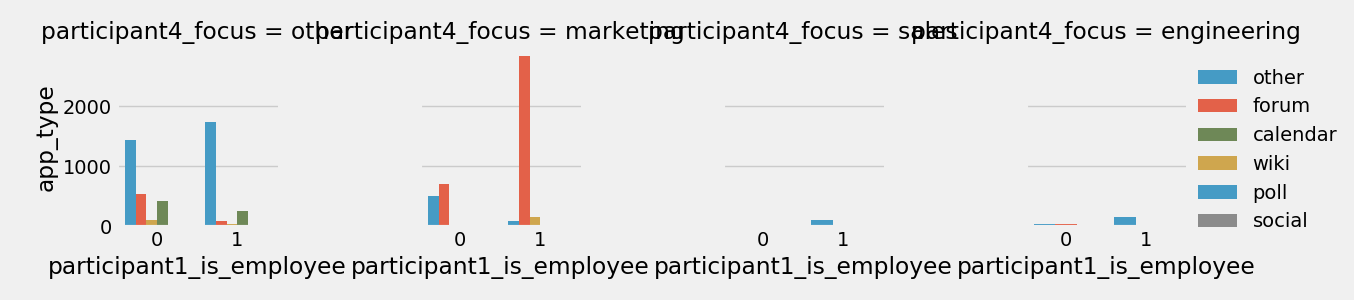 participant4_focus = other
participant4_focus = marketing
participant4_focus = sales
participant4_focus = engineering
app_type
2000
1000
0
0 1
0 1
0 1
0 1
participant1_is_employee
participant1_is_employee
participant1_is_employee
participant1_is_employee
other
forum
calendar
wiki
poll
social